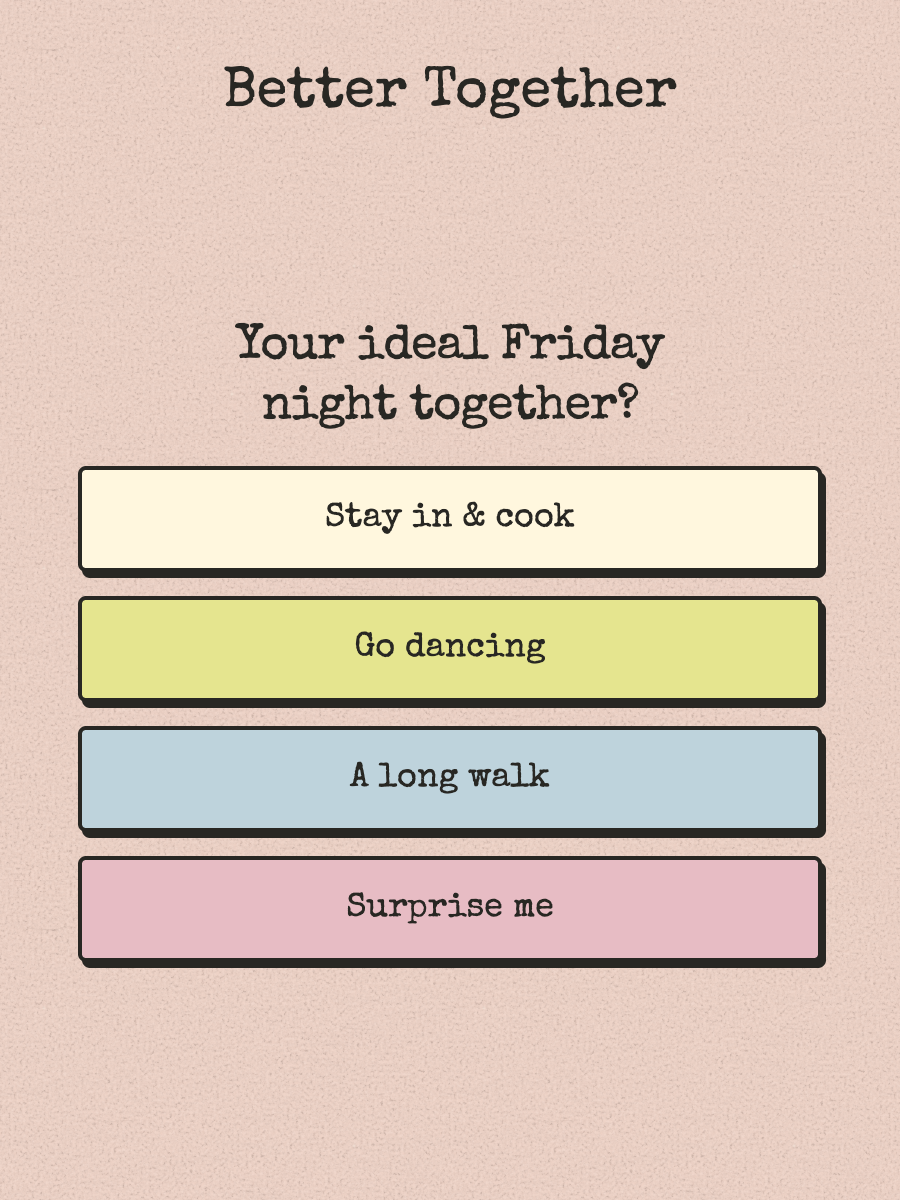 Better Together
Your ideal Friday
night together?
Stay in & cook
Go dancing
A long walk
Surprise me